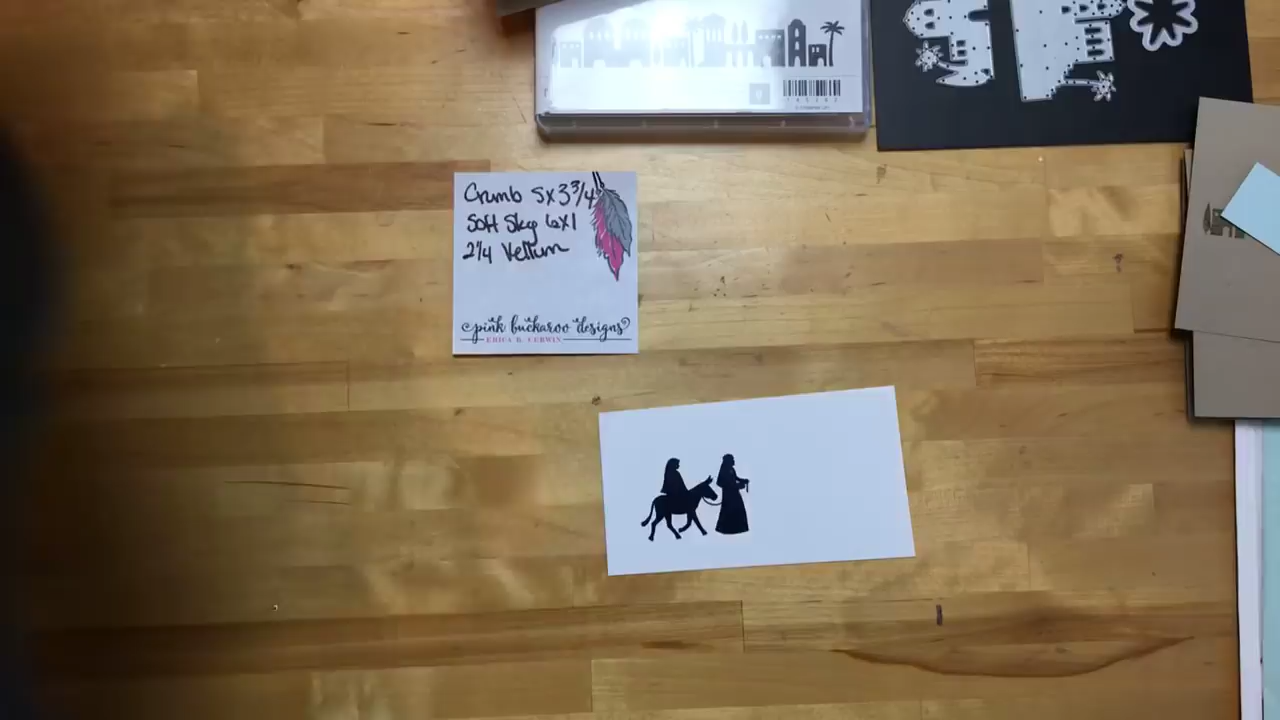 Crumb 5x3 3/4
Soft Sky 6x1
2 1/4 Vellum
pink buckaroo designs
ERICA B. CERWIN